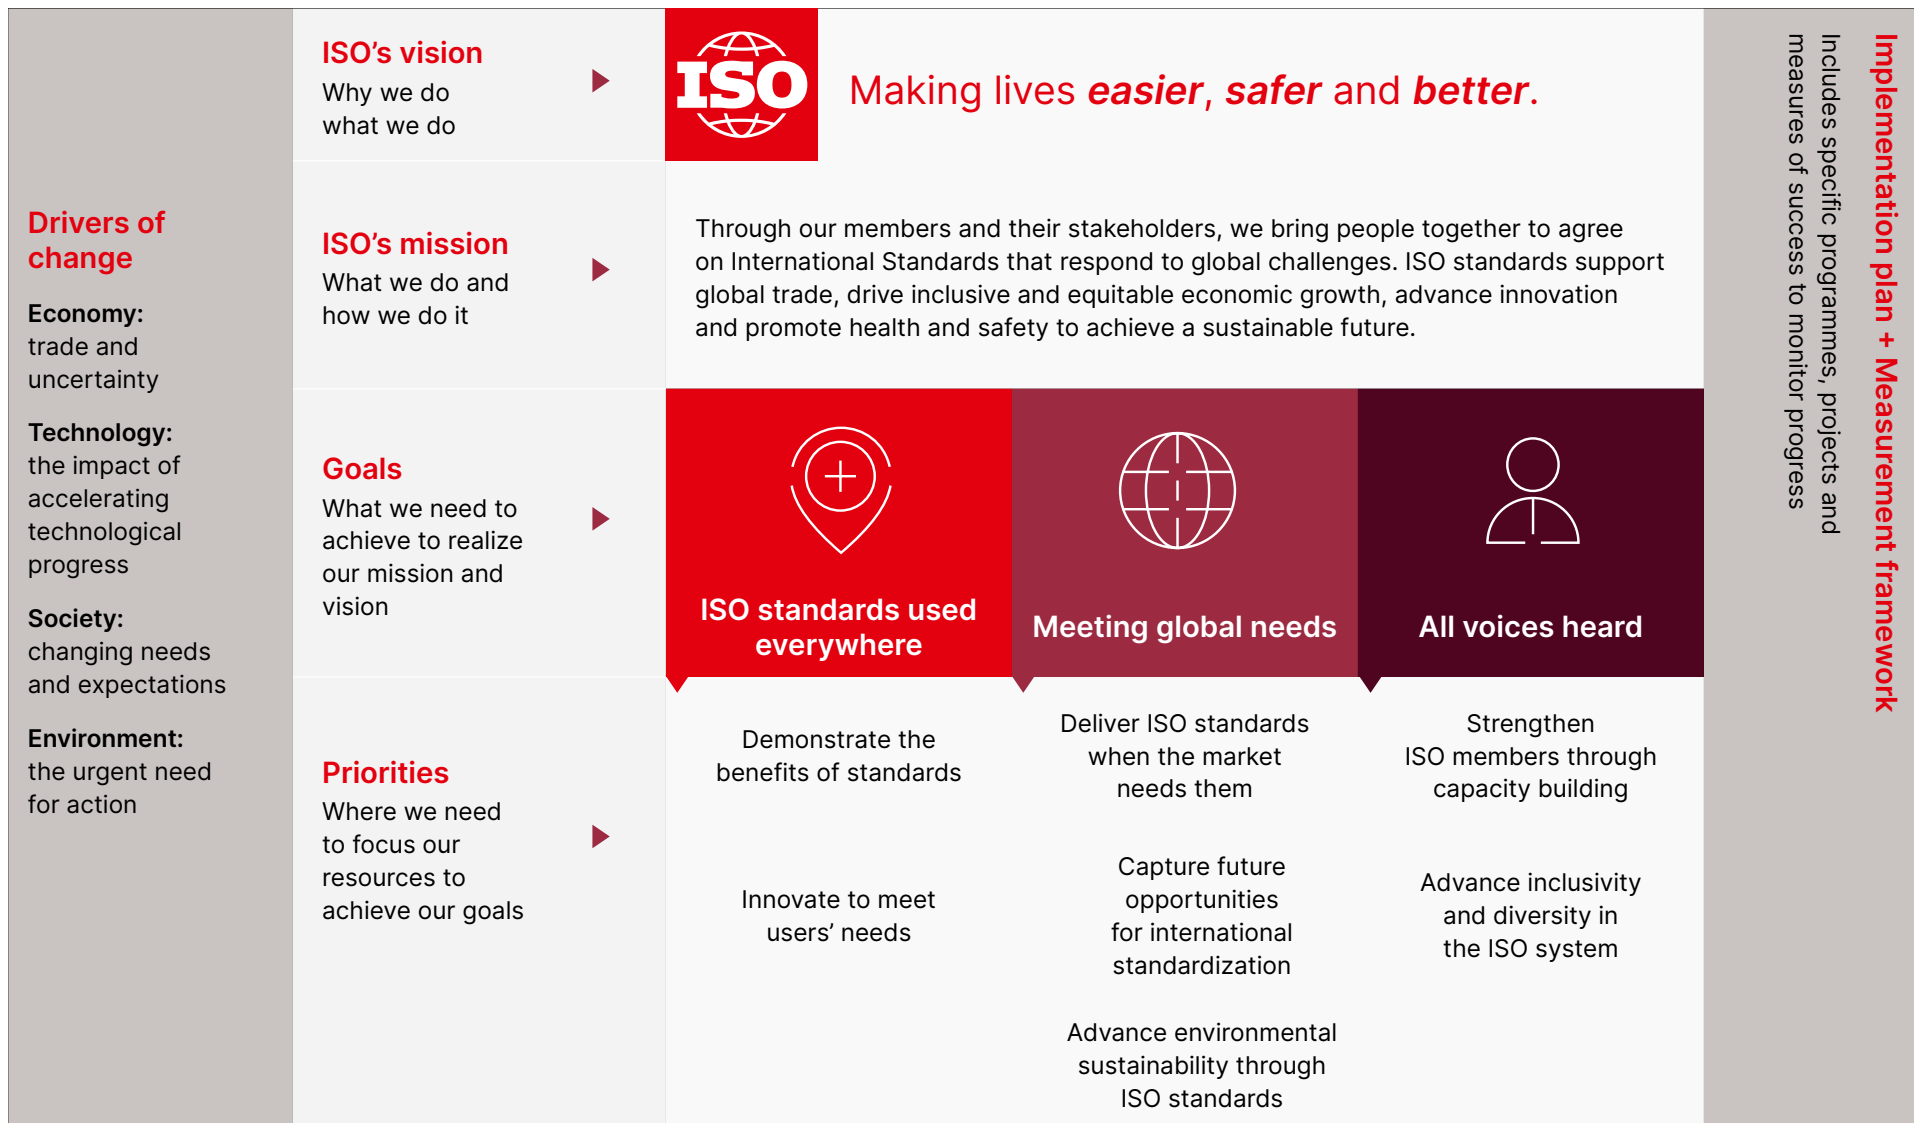 Drivers of
change
Economy:
trade and
uncertainty
Technology:
the impact of
accelerating
technological
progress
Society:
changing needs
and expectations
Environment:
the urgent need
for action
ISO’s vision
Why we do
what we do
ISO
Making lives easier, safer and better.
ISO’s mission
What we do and
how we do it
Through our members and their stakeholders, we bring people together to agree
on International Standards that respond to global challenges. ISO standards support
global trade, drive inclusive and equitable economic growth, advance innovation
and promote health and safety to achieve a sustainable future.
Goals
What we need to
achieve to realize
our mission and
vision
ISO standards used
everywhere
Meeting global needs
All voices heard
Priorities
Where we need
to focus our
resources to
achieve our goals
Demonstrate the
benefits of standards
Innovate to meet
users’ needs
Deliver ISO standards
when the market
needs them
Capture future
opportunities
for international
standardization
Advance environmental
sustainability through
ISO standards
Strengthen
ISO members through
capacity building
Advance inclusivity
and diversity in
the ISO system
Implementation plan + Measurement framework
Includes specific programmes, projects and
measures of success to monitor progress